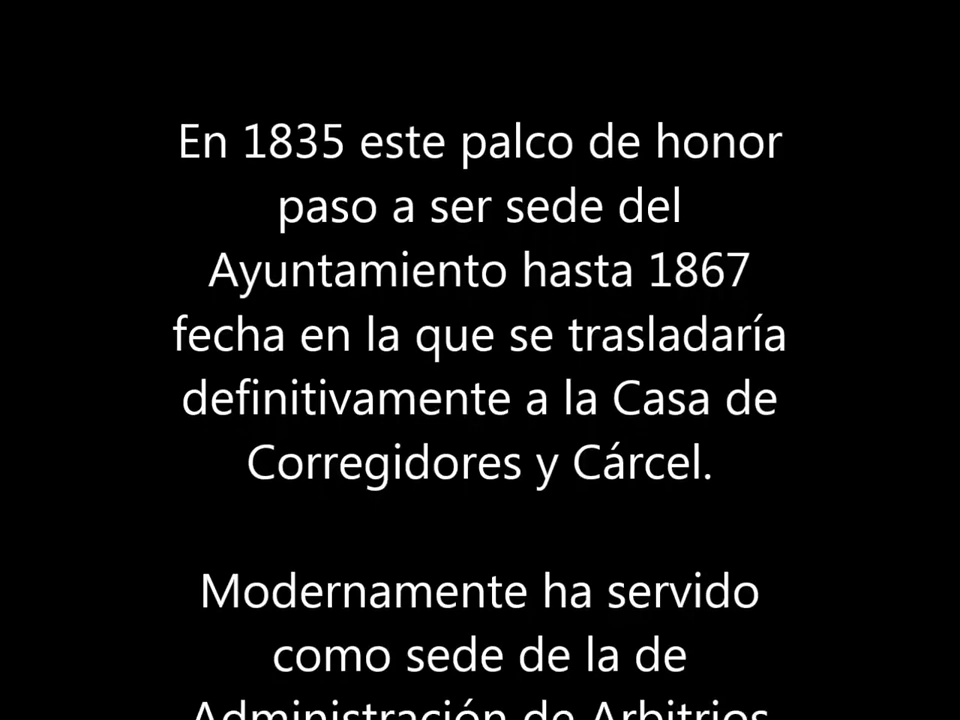 En 1835 este palco de honor
paso a ser sede del
Ayuntamiento hasta 1867
fecha en la que se trasladaría
definitivamente a la Casa de
Corregidores y Cárcel.
Modernamente ha servido
como sede de la de
Administración de Arbitrios